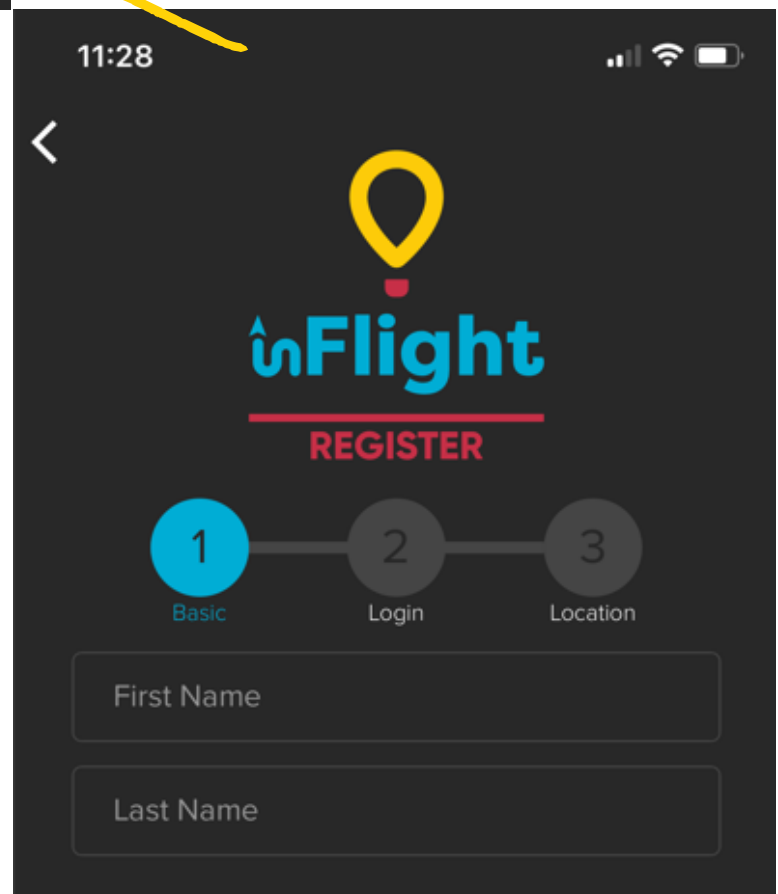 11:28
inFlight
REGISTER
1 2 3
Basic Login Location
First Name
Last Name